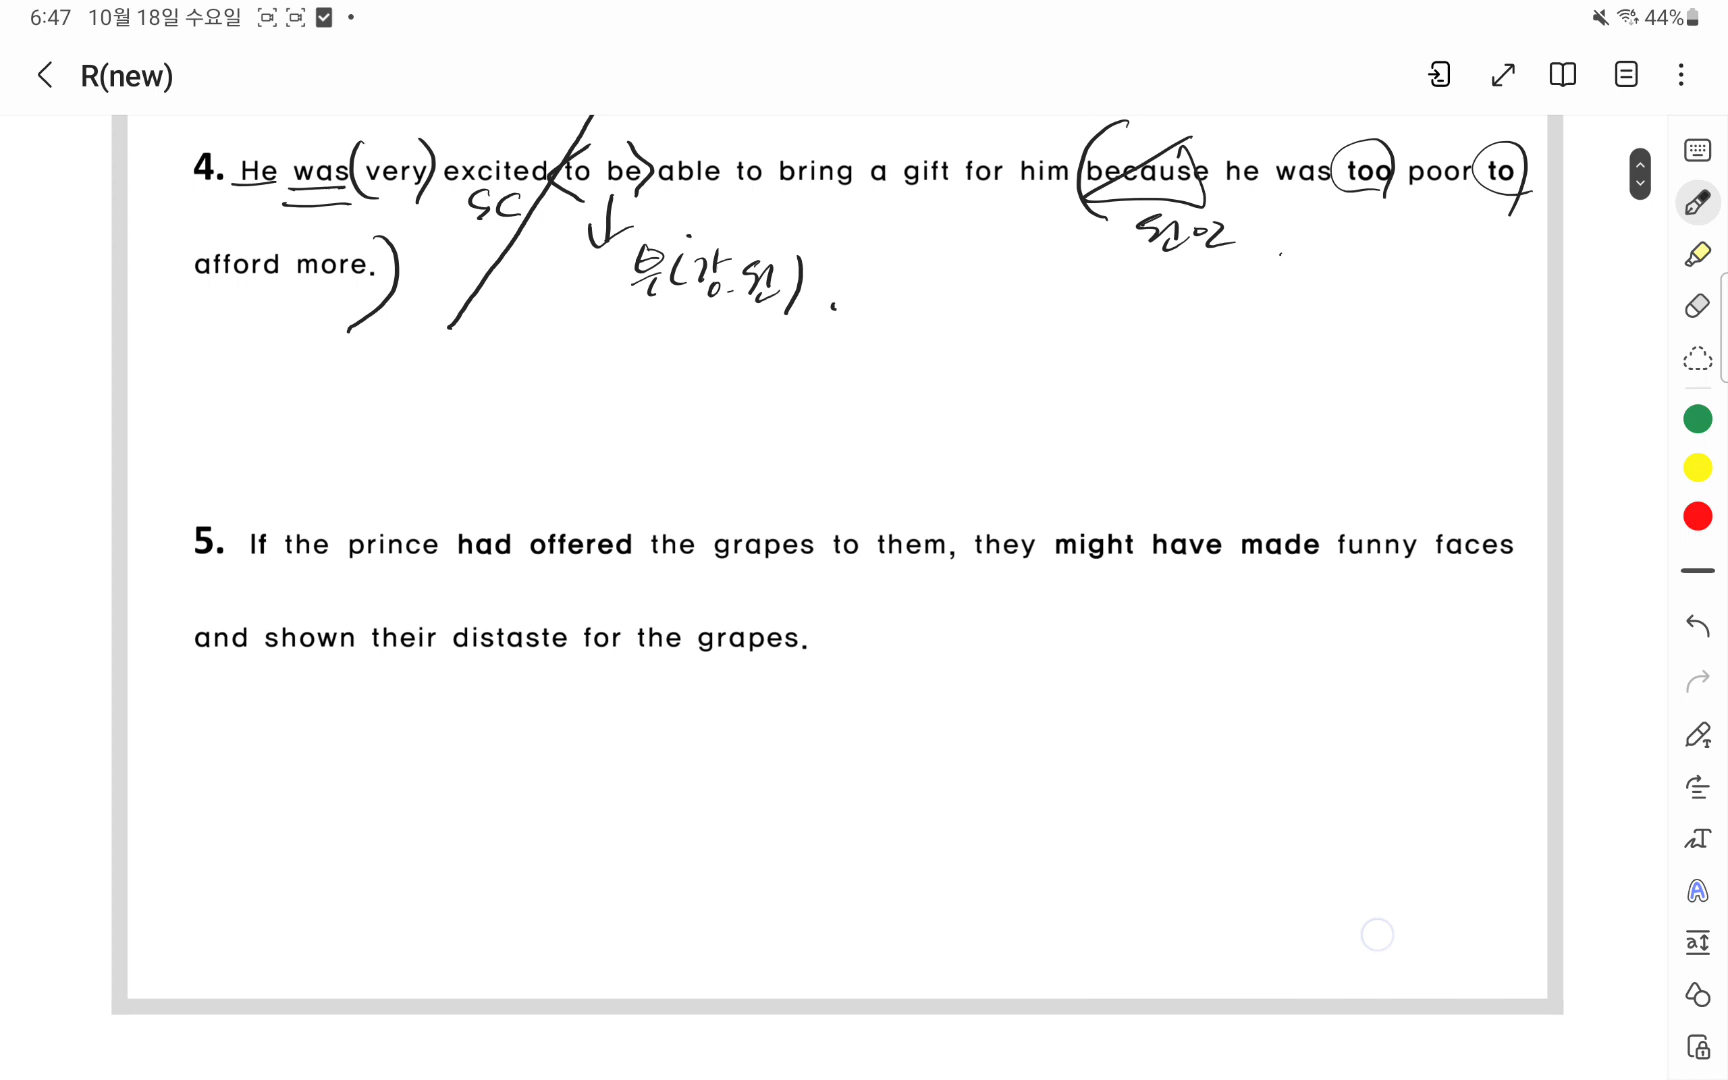 6:47 10월 18일 수요일
44%
R(new)
4. He was (very) excited to be able to bring a gift for him (because he was too poor to
SC
원인
afford more.)
부(감.원).
5. If the prince had offered the grapes to them, they might have made funny faces
and shown their distaste for the grapes.